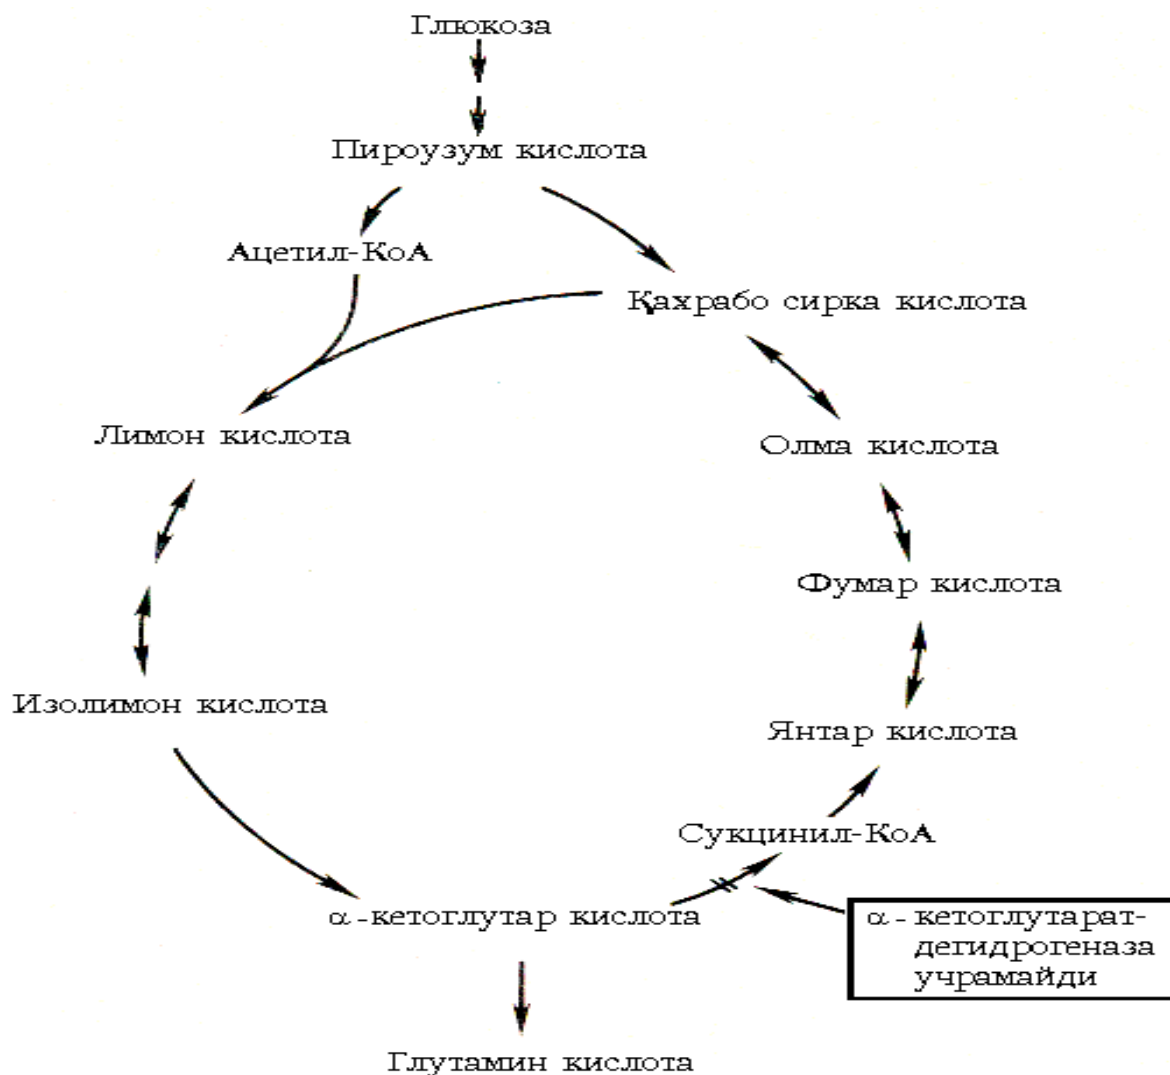 Глюкоза
Пироузум кислота
Ацетил-КоА
Қахрабо сирка кислота
Лимон кислота
Олма кислота
Фумар кислота
Изолимон кислота
Янтар кислота
Сукцинил-КоА
α-кетоглутар кислота
α- кетоглутарат-
дегидрогеназа
учрамайди
Глутамин кислота